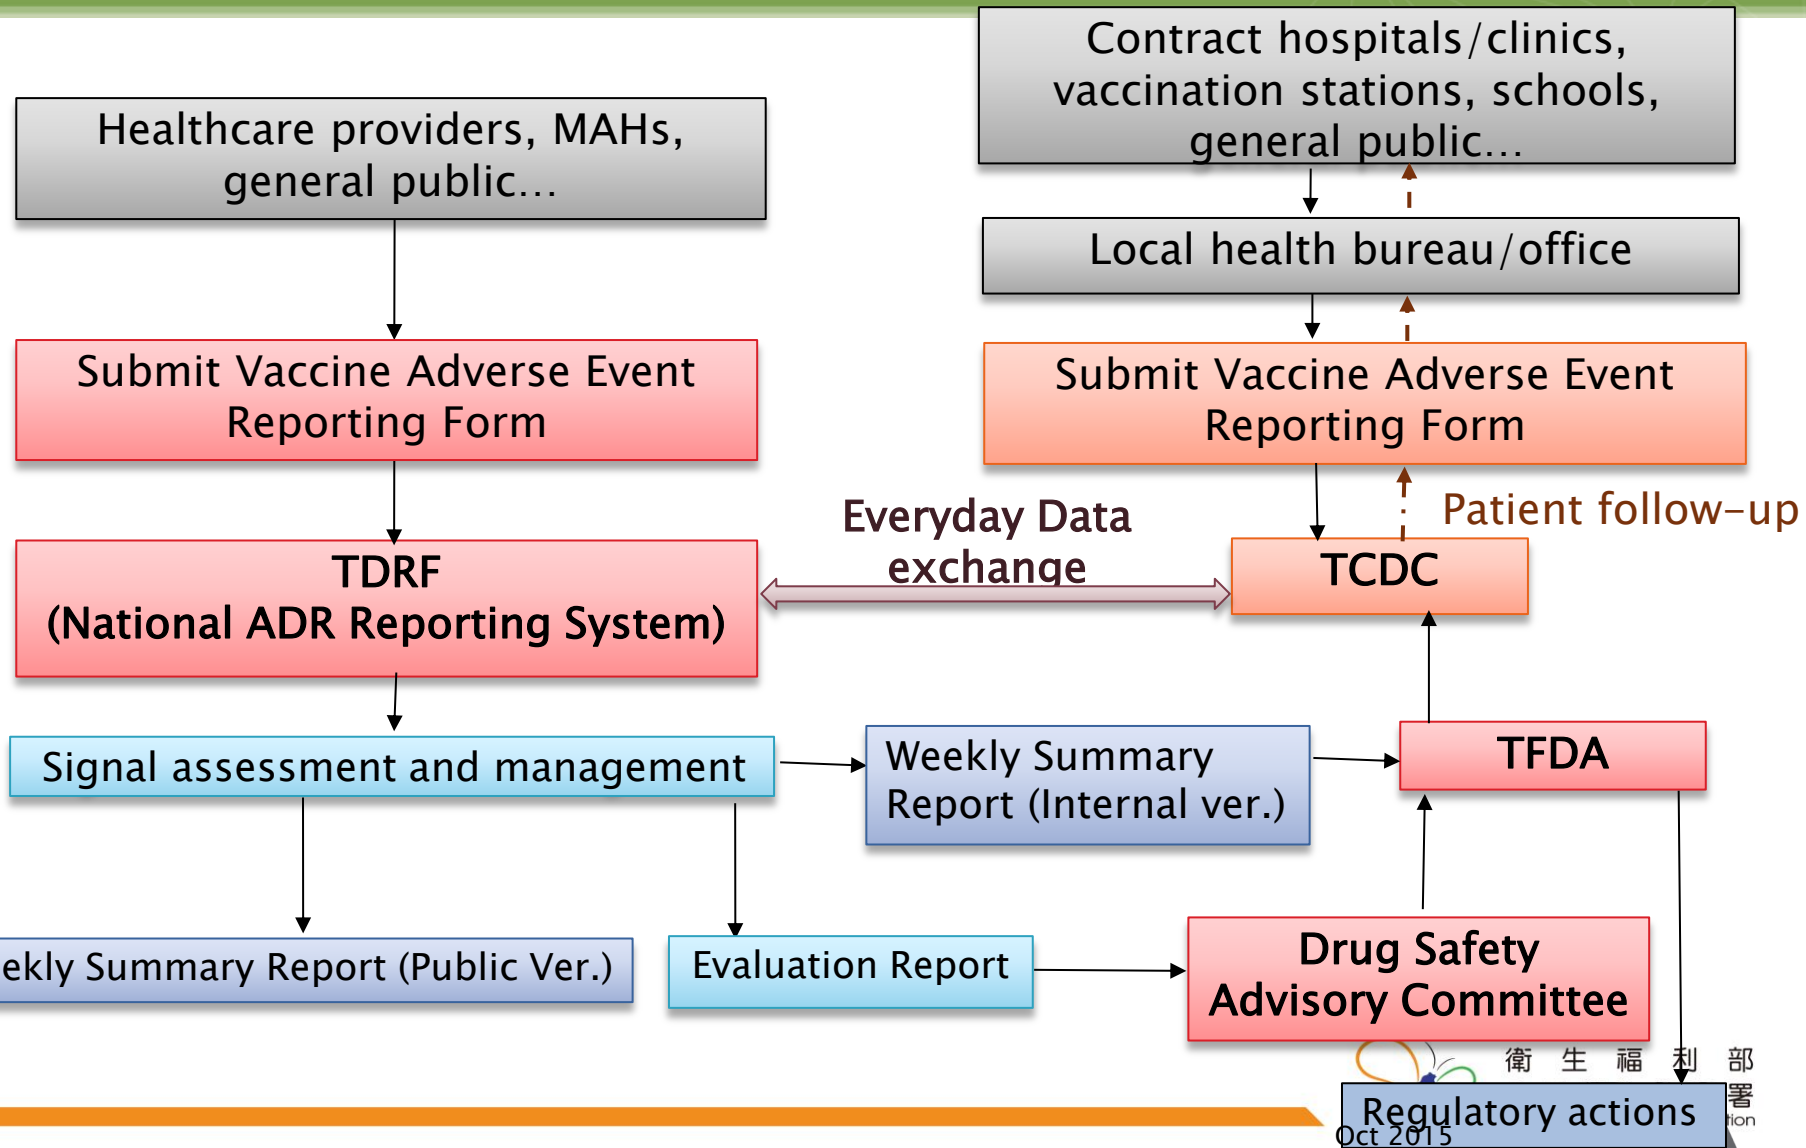 Contract hospitals/clinics,
vaccination stations, schools,
general public...
Healthcare providers, MAHs,
general public...
Local health bureau/office
Submit Vaccine Adverse Event
Reporting Form
Submit Vaccine Adverse Event
Reporting Form
Everyday Data
exchange
Patient follow-up
TDRF
(National ADR Reporting System)
TCDC
Signal assessment and management
Weekly Summary
Report (Internal ver.)
TFDA
ekly Summary Report (Public Ver.)
Evaluation Report
Drug Safety
Advisory Committee
衛生福利部
署
Regulatory actions
Oct 2015